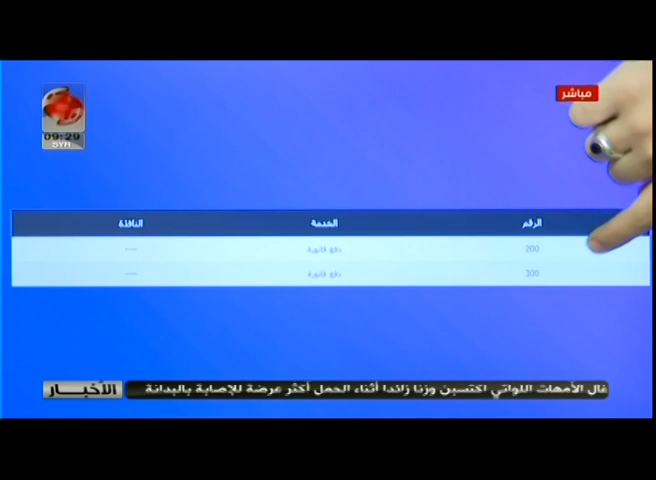 مباشر
09:29
SYR
الرقم الخدمة النافذة
200 دفع فاتورة ----
300 دفع فاتورة ----
الأخبار
فال الأمهات اللواتي اكتسبن وزنا زائدا أثناء الحمل أكثر عرضة للإصابة بالبدانة